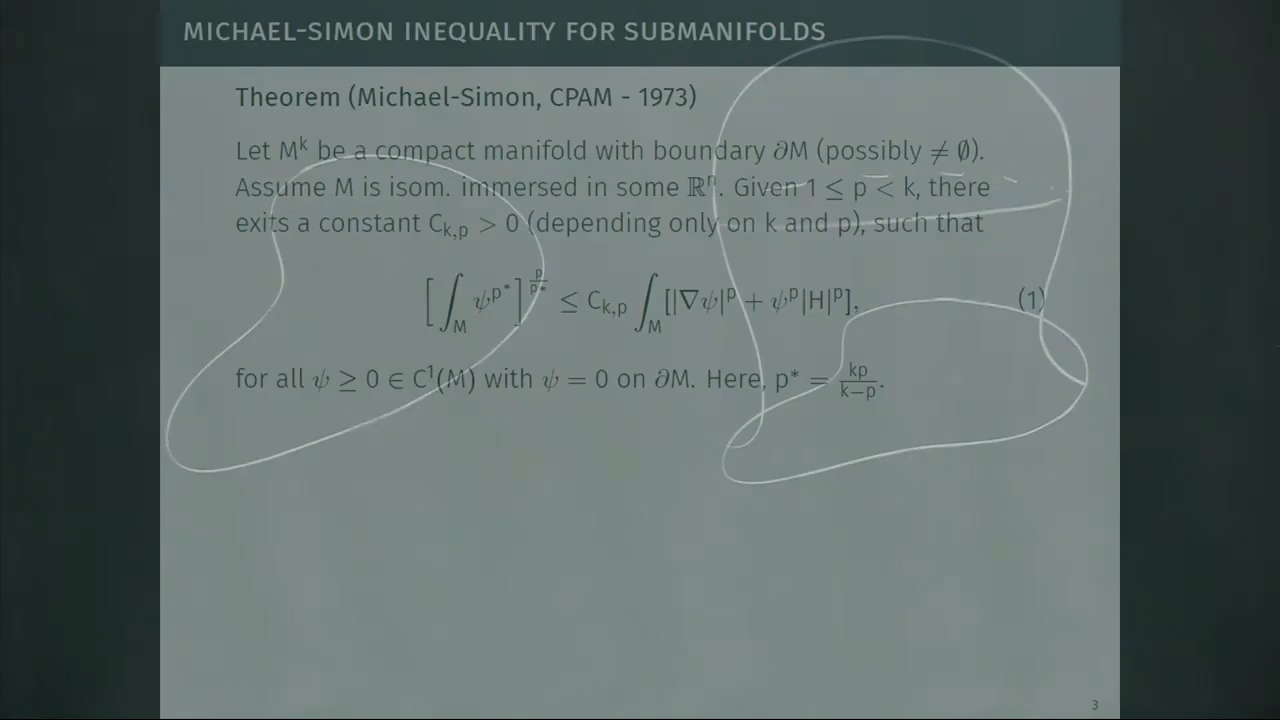 MICHAEL-SIMON INEQUALITY FOR SUBMANIFOLDS
Theorem (Michael-Simon, CPAM - 1973)
Let M^k be a compact manifold with boundary ∂M (possibly ≠ ∅).
Assume M is isom. immersed in some ℝ^n. Given 1 ≤ p < k, there
exits a constant C_{k,p} > 0 (depending only on k and p), such that
[∫_M ψ^{p*}]^{p/p*} ≤ C_{k,p} ∫_M [|∇ψ|^p + ψ^p|H|^p], (1)
for all ψ ≥ 0 ∈ C^1(M) with ψ = 0 on ∂M. Here, p* = kp/(k−p).
3